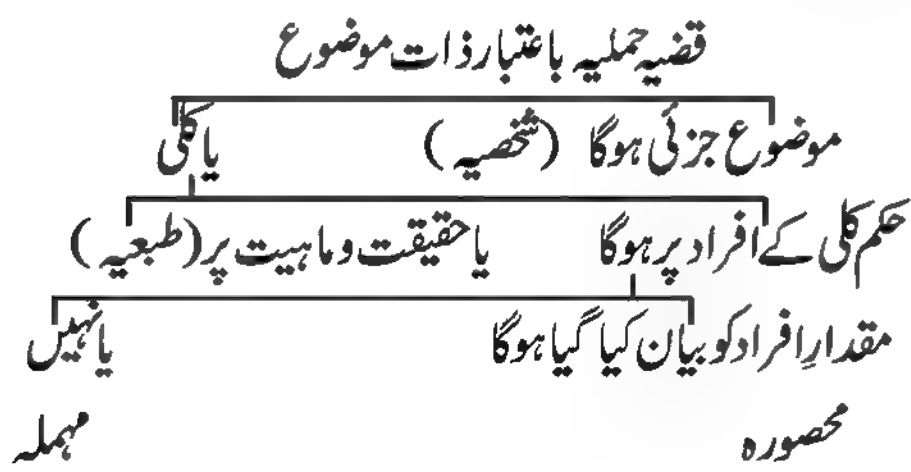 قضیہ حملیہ باعتبار ذات موضوع
موضوع جزئی ہوگا (شخصیہ) یا کلی
حکم کلی کے افراد پر ہوگا یا حقیقت و ماہیت پر (طبعیہ)
مقدارِ افراد کو بیان کیا گیا ہوگا یا نہیں
محصورہ مہملہ